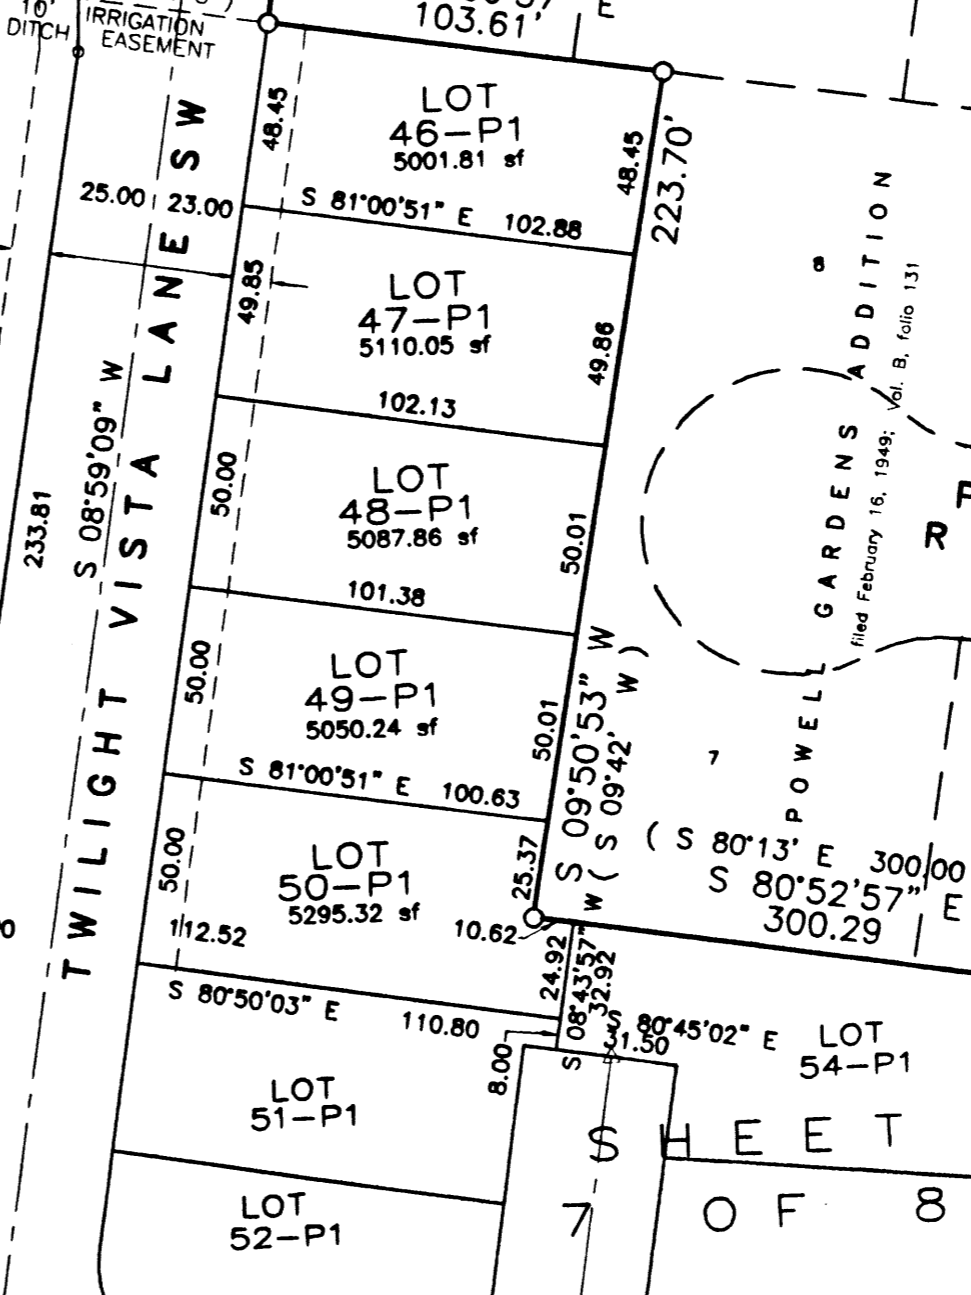 10'
DITCH
IRRIGATION
EASEMENT
103.61'
E
48.45
LOT
46-P1
5001.81 sf
48.45
223.70'
25.00
23.00
S 81°00'51" E 102.88
49.85
LOT
47-P1
5110.05 sf
49.86
102.13
50.00
LOT
48-P1
5087.86 sf
50.01
101.38
50.00
LOT
49-P1
5050.24 sf
50.01
S 81°00'51" E 100.63
50.00
LOT
50-P1
5295.32 sf
25.37
112.52
10.62
24.92
S 08°43'57" W
32.92
S 80°50'03" E 110.80
8.00
S 80°45'02" E
31.50
LOT
51-P1
LOT
52-P1
LOT
54-P1
233.81
S 08°59'09" W
TWILIGHT VISTA LANE SW
S 09°50'53" W
( S 09°42' W )
( S 80°13' E 300.00
S 80°52'57" E
300.29
8
7
POWELL GARDENS ADDITION
filed February 16, 1949; Vol. B, folio 131
R
SHEET
7 OF 8